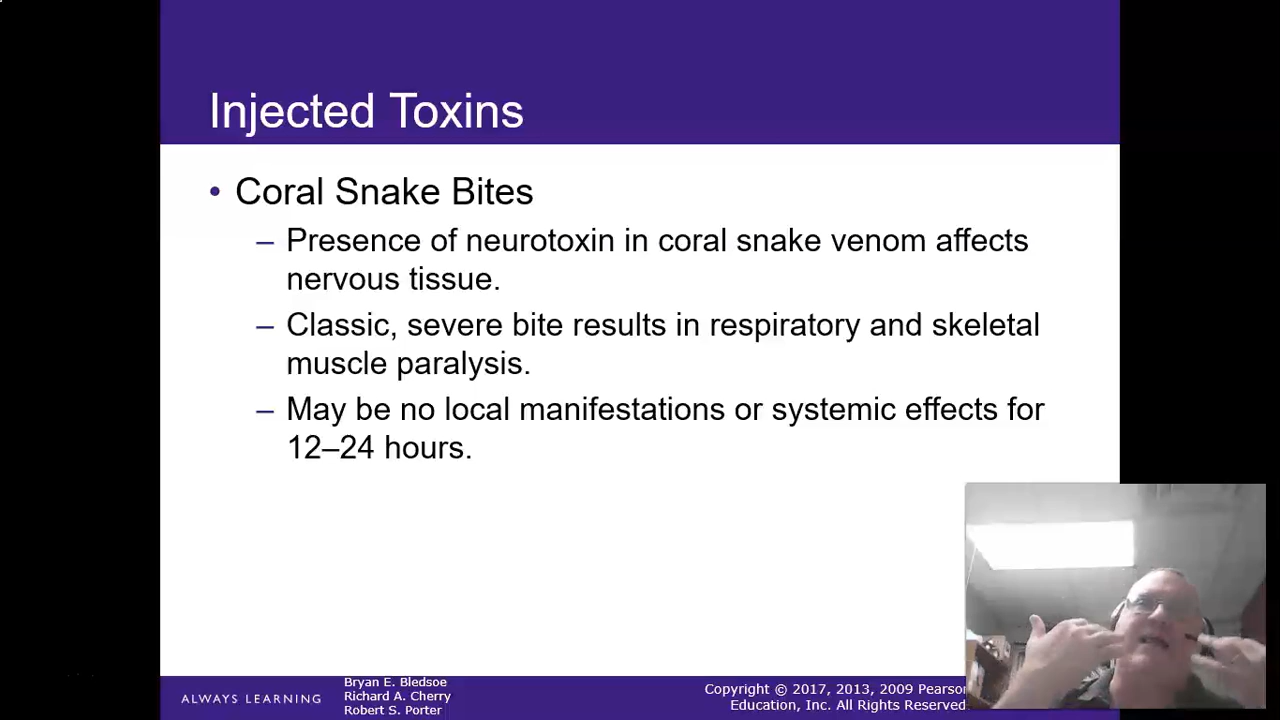 Injected Toxins
• Coral Snake Bites
– Presence of neurotoxin in coral snake venom affects
nervous tissue.
– Classic, severe bite results in respiratory and skeletal
muscle paralysis.
– May be no local manifestations or systemic effects for
12–24 hours.
ALWAYS LEARNING
Bryan E. Bledsoe
Richard A. Cherry
Robert S. Porter
Copyright © 2017, 2013, 2009 Pearson
Education, Inc. All Rights Reserved